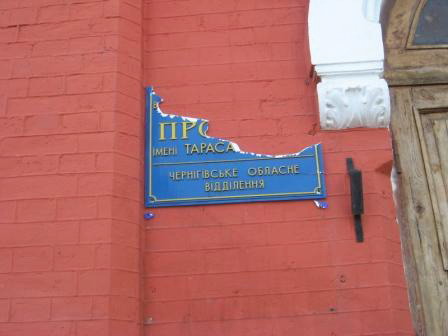 ПРО
ІМЕНІ ТАРАСА
ЧЕРНІГІВСЬКЕ ОБЛАСНЕ
ВІДДІЛЕННЯ